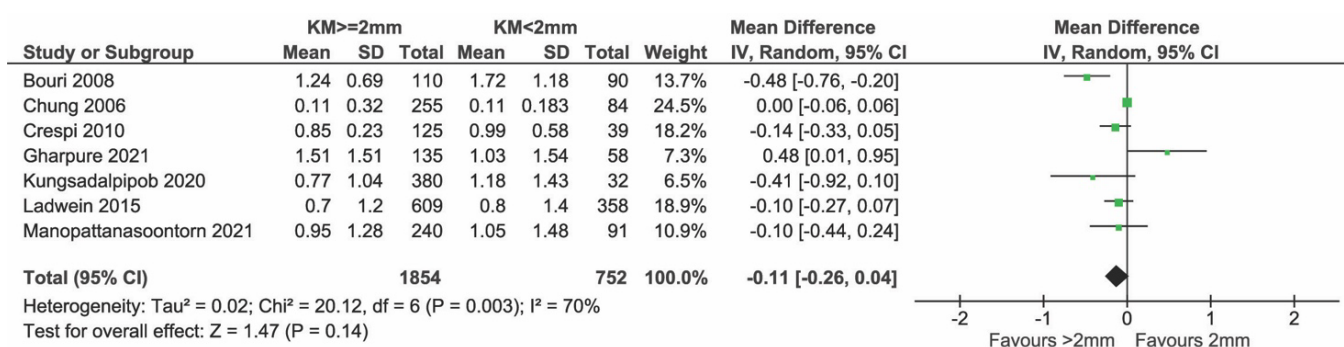 KM>=2mm KM<2mm Mean Difference Mean Difference
Study or Subgroup Mean SD Total Mean SD Total Weight IV, Random, 95% CI IV, Random, 95% CI
Bouri 2008 1.24 0.69 110 1.72 1.18 90 13.7% -0.48 [-0.76, -0.20]
Chung 2006 0.11 0.32 255 0.11 0.183 84 24.5% 0.00 [-0.06, 0.06]
Crespi 2010 0.85 0.23 125 0.99 0.58 39 18.2% -0.14 [-0.33, 0.05]
Gharpure 2021 1.51 1.51 135 1.03 1.54 58 7.3% 0.48 [0.01, 0.95]
Kungsadalpipob 2020 0.77 1.04 380 1.18 1.43 32 6.5% -0.41 [-0.92, 0.10]
Ladwein 2015 0.7 1.2 609 0.8 1.4 358 18.9% -0.10 [-0.27, 0.07]
Manopattanasoontorn 2021 0.95 1.28 240 1.05 1.48 91 10.9% -0.10 [-0.44, 0.24]
Total (95% CI) 1854 752 100.0% -0.11 [-0.26, 0.04]
Heterogeneity: Tau² = 0.02; Chi² = 20.12, df = 6 (P = 0.003); I² = 70%
Test for overall effect: Z = 1.47 (P = 0.14)
-2 -1 0 1 2
Favours >2mm Favours 2mm